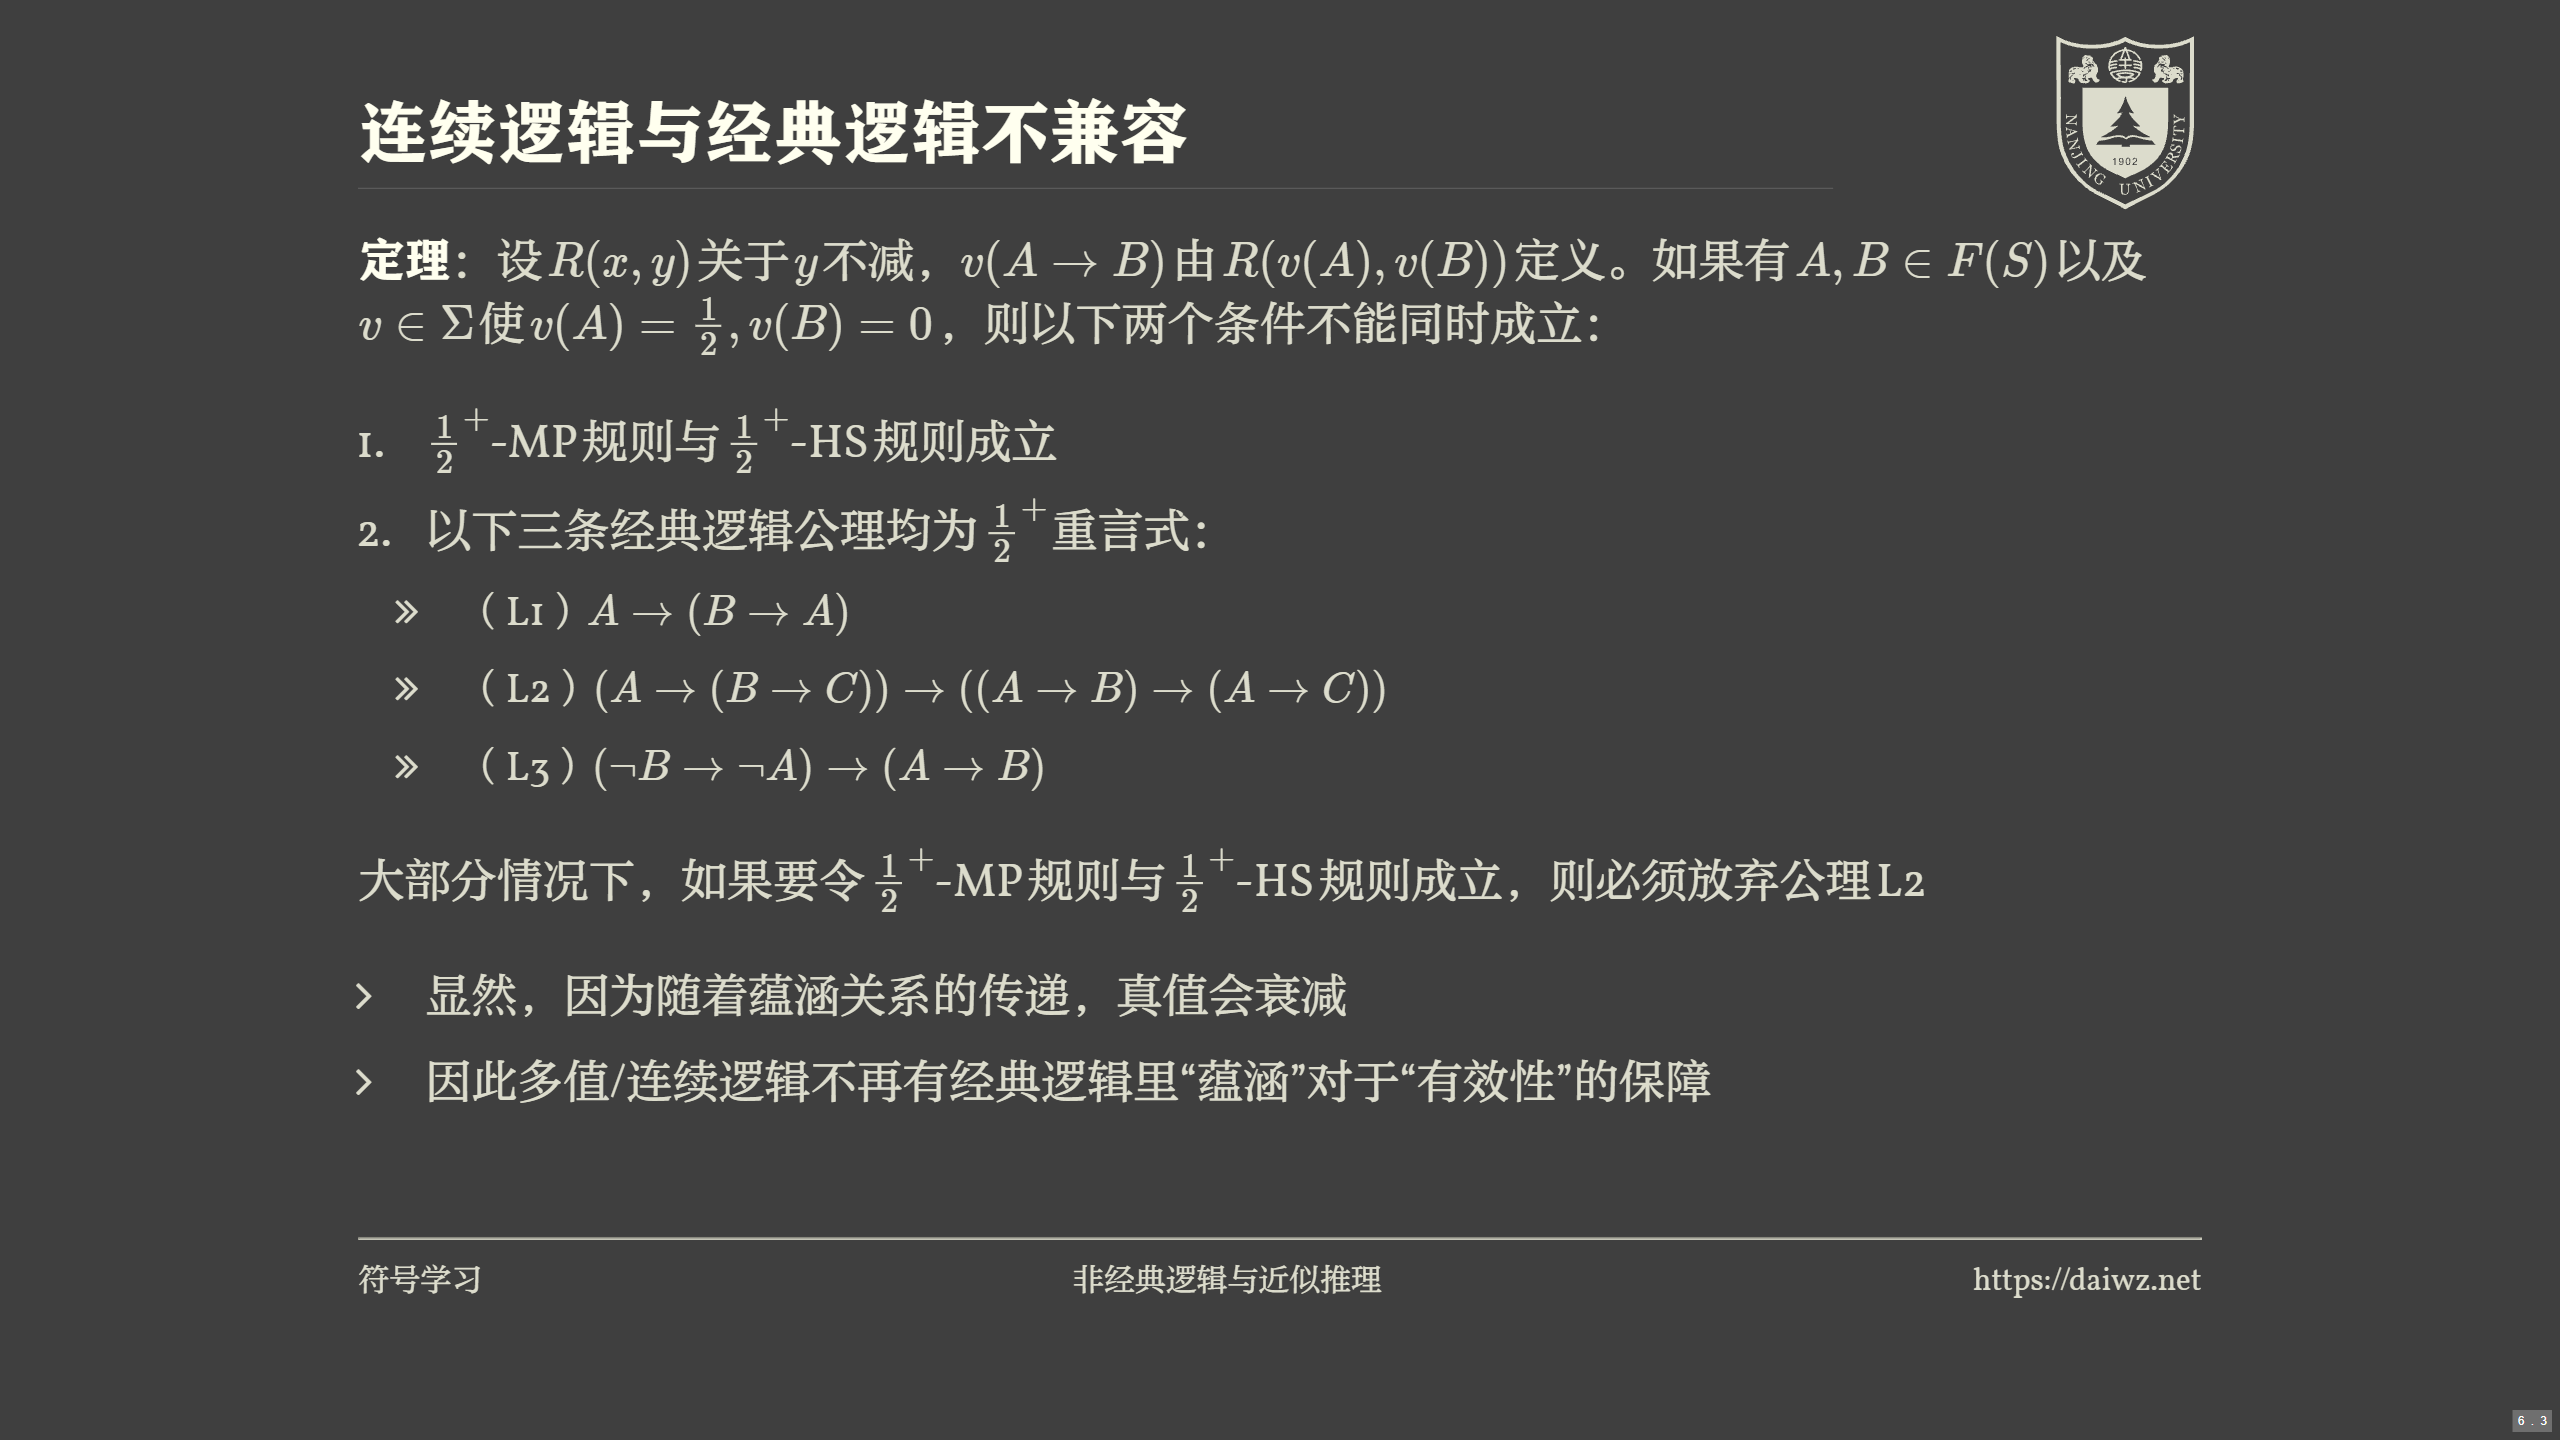 连续逻辑与经典逻辑不兼容
NANJING UNIVERSITY
1902
定理：设R(x, y)关于y不减，v(A → B)由R(v(A), v(B))定义。如果有A, B ∈ F(S)以及
v ∈ Σ使v(A) = 1/2, v(B) = 0，则以下两个条件不能同时成立：
1. 1/2⁺-MP规则与1/2⁺-HS规则成立
2. 以下三条经典逻辑公理均为1/2⁺重言式：
» （L1）A → (B → A)
» （L2）(A → (B → C)) → ((A → B) → (A → C))
» （L3）(¬B → ¬A) → (A → B)
大部分情况下，如果要令1/2⁺-MP规则与1/2⁺-HS规则成立，则必须放弃公理L2
› 显然，因为随着蕴涵关系的传递，真值会衰减
› 因此多值/连续逻辑不再有经典逻辑里“蕴涵”对于“有效性”的保障
符号学习 非经典逻辑与近似推理 https://daiwz.net
6 . 3